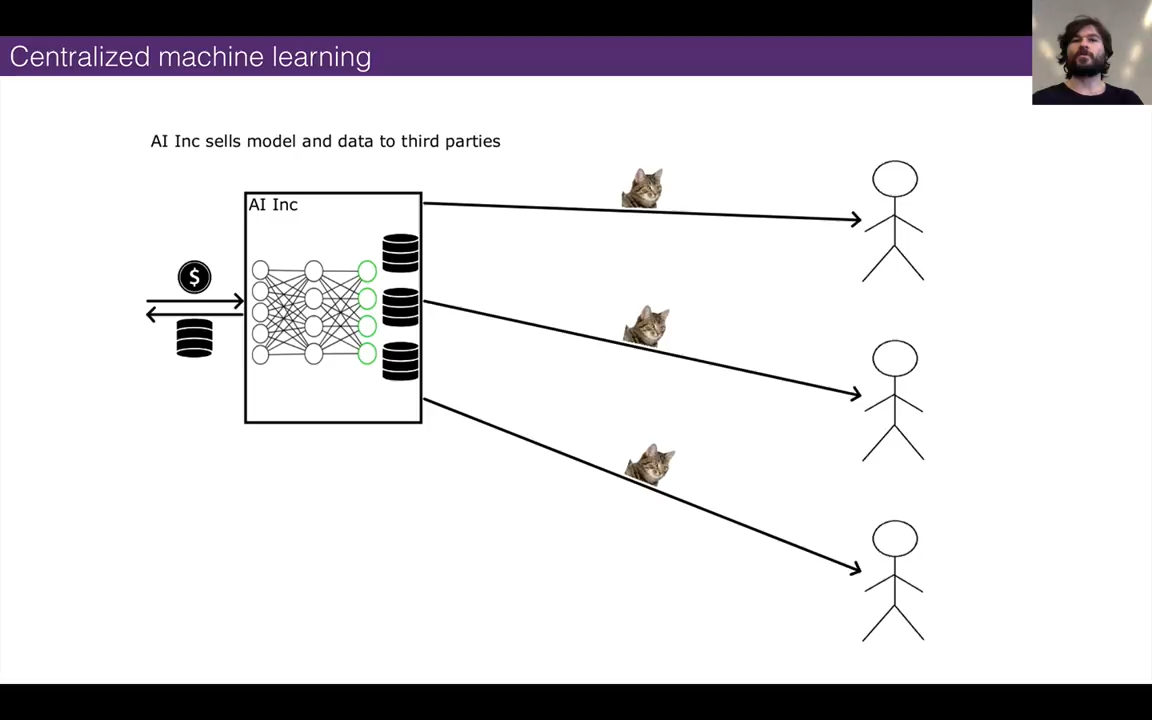 Centralized machine learning
AI Inc sells model and data to third parties
AI Inc
$